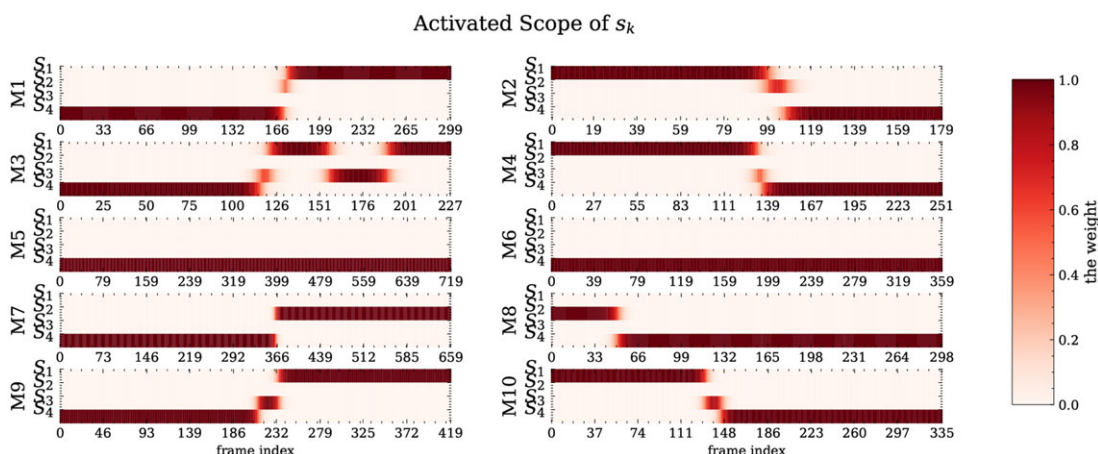 Activated Scope of sₖ
M1
S₁
S₂
S₃
S₄
0 33 66 99 132 166 199 232 265 299
M2
S₁
S₂
S₃
S₄
0 19 39 59 79 99 119 139 159 179
M3
S₁
S₂
S₃
S₄
0 25 50 75 100 126 151 176 201 227
M4
S₁
S₂
S₃
S₄
0 27 55 83 111 139 167 195 223 251
M5
S₁
S₂
S₃
S₄
0 79 159 239 319 399 479 559 639 719
M6
S₁
S₂
S₃
S₄
0 39 79 119 159 199 239 279 319 359
M7
S₁
S₂
S₃
S₄
0 73 146 219 292 366 439 512 585 659
M8
S₁
S₂
S₃
S₄
0 33 66 99 132 165 198 231 264 298
M9
S₁
S₂
S₃
S₄
0 46 93 139 186 232 279 325 372 419
frame index
M10
S₁
S₂
S₃
S₄
0 37 74 111 148 186 223 260 297 335
frame index
1.0
0.8
0.6
0.4
0.2
0.0
the weight